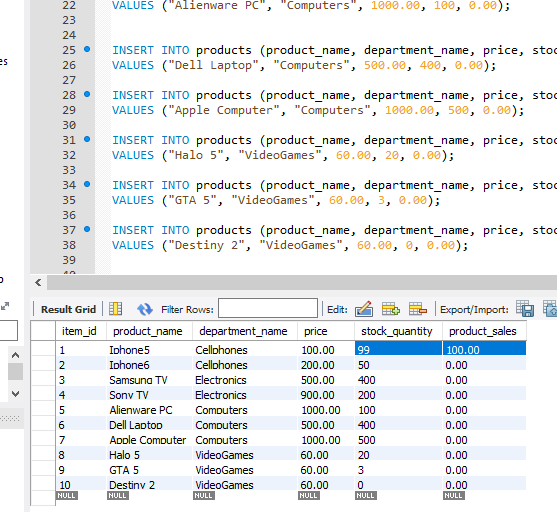 22 VALUES ("Alienware PC", "Computers", 1000.00, 100, 0.00);
23
24
25 INSERT INTO products (product_name, department_name, price, stoc
26 VALUES ("Dell Laptop", "Computers", 500.00, 400, 0.00);
27
28 INSERT INTO products (product_name, department_name, price, stoc
29 VALUES ("Apple Computer", "Computers", 1000.00, 500, 0.00);
30
31 INSERT INTO products (product_name, department_name, price, stoc
32 VALUES ("Halo 5", "VideoGames", 60.00, 20, 0.00);
33
34 INSERT INTO products (product_name, department_name, price, stoc
35 VALUES ("GTA 5", "VideoGames", 60.00, 3, 0.00);
36
37 INSERT INTO products (product_name, department_name, price, stoc
38 VALUES ("Destiny 2", "VideoGames", 60.00, 0, 0.00);
39
Result Grid Filter Rows: Edit: Export/Import:
item_id product_name department_name price stock_quantity product_sales
1 Iphone5 Cellphones 100.00 99 100.00
2 Iphone6 Cellphones 200.00 50 0.00
3 Samsung TV Electronics 500.00 400 0.00
4 Sony TV Electronics 900.00 200 0.00
5 Alienware PC Computers 1000.00 100 0.00
6 Dell Laptop Computers 500.00 400 0.00
7 Apple Computer Computers 1000.00 500 0.00
8 Halo 5 VideoGames 60.00 20 0.00
9 GTA 5 VideoGames 60.00 3 0.00
10 Destiny 2 VideoGames 60.00 0 0.00
NULL NULL NULL NULL NULL NULL